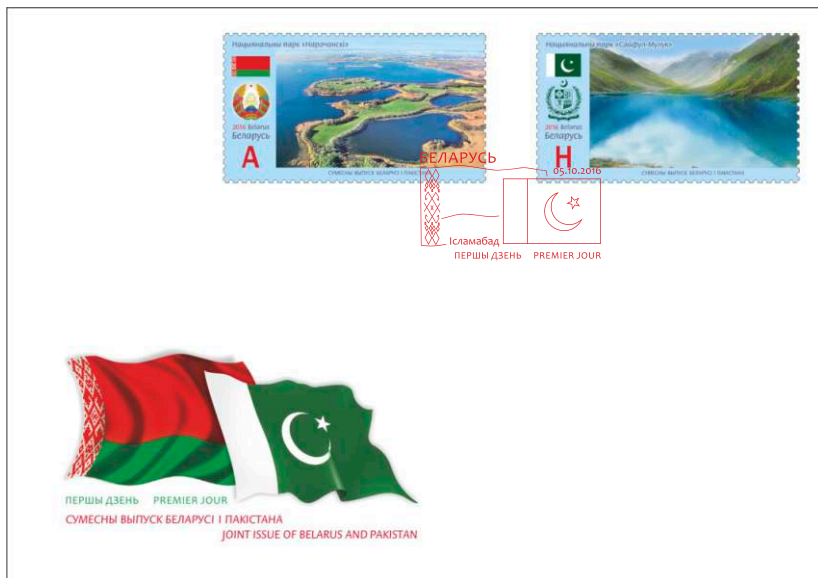 Нацыянальны парк «Нарачанскі»
2016 Belarus
Беларусь
А
СУМЕСНЫ ВЫПУСК БЕЛАРУСІ І ПАКІСТАНА
Нацыянальны парк «Сайфул-Мулук»
2016 Belarus
Беларусь
Н
СУМЕСНЫ ВЫПУСК БЕЛАРУСІ І ПАКІСТАНА
БЕЛАРУСЬ
05.10.2016
Ісламабад
ПЕРШЫ ДЗЕНЬ PREMIER JOUR
ПЕРШЫ ДЗЕНЬ PREMIER JOUR
СУМЕСНЫ ВЫПУСК БЕЛАРУСІ І ПАКІСТАНА
JOINT ISSUE OF BELARUS AND PAKISTAN